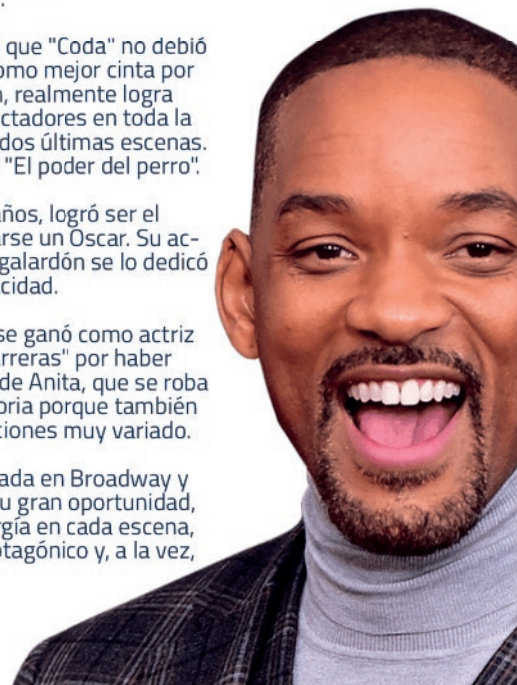 que "Coda" no debió
omo mejor cinta por
, realmente logra
ctadores en toda la
dos últimas escenas.
"El poder del perro".
ños, logró ser el
arse un Oscar. Su ac-
galardón se lo dedicó
cidad.
se ganó como actriz
rreras" por haber
de Anita, que se roba
oria porque también
ciones muy variado.
ada en Broadway y
u gran oportunidad,
rgía en cada escena,
otagónico y, a la vez,